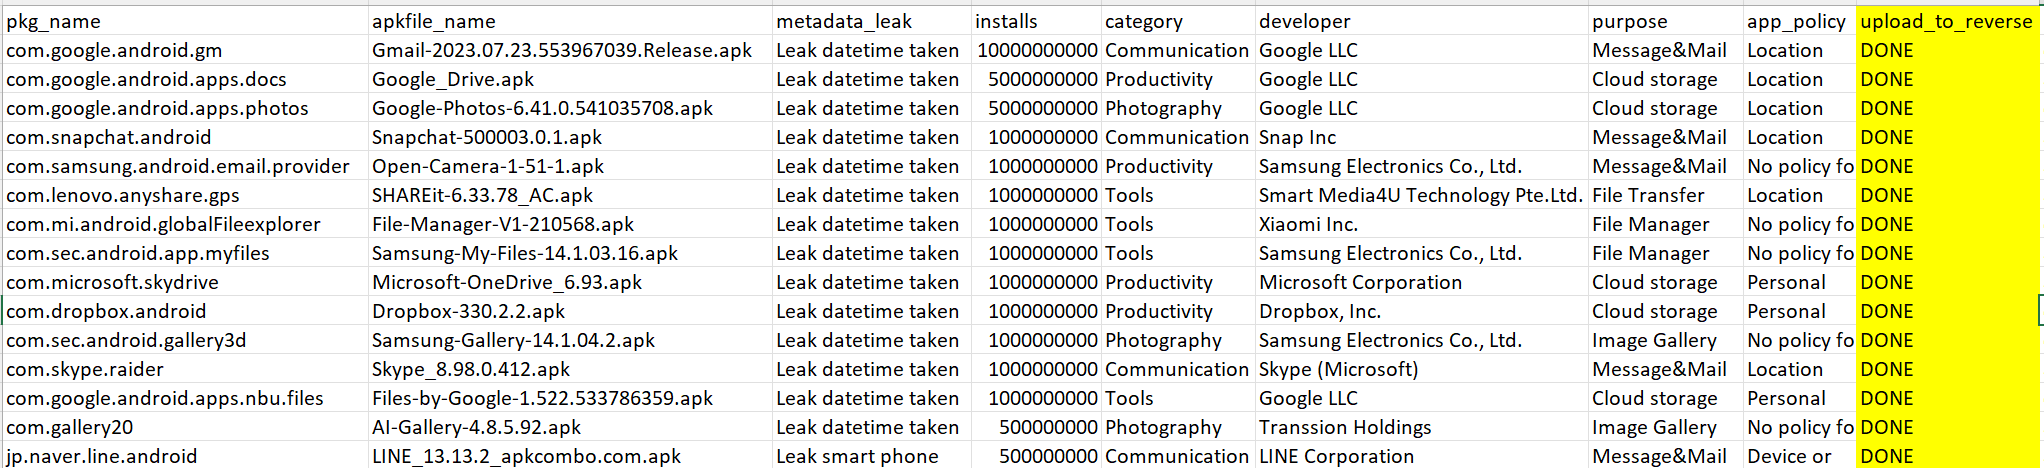 pkg_name apkfile_name metadata_leak installs category developer purpose app_policy upload_to_reverse
com.google.android.gm Gmail-2023.07.23.553967039.Release.apk Leak datetime taken 10000000000 Communication Google LLC Message&Mail Location DONE
com.google.android.apps.docs Google_Drive.apk Leak datetime taken 5000000000 Productivity Google LLC Cloud storage Location DONE
com.google.android.apps.photos Google-Photos-6.41.0.541035708.apk Leak datetime taken 5000000000 Photography Google LLC Cloud storage Location DONE
com.snapchat.android Snapchat-500003.0.1.apk Leak datetime taken 1000000000 Communication Snap Inc Message&Mail Location DONE
com.samsung.android.email.provider Open-Camera-1-51-1.apk Leak datetime taken 1000000000 Productivity Samsung Electronics Co., Ltd. Message&Mail No policy fo DONE
com.lenovo.anyshare.gps SHAREit-6.33.78_AC.apk Leak datetime taken 1000000000 Tools Smart Media4U Technology Pte.Ltd. File Transfer Location DONE
com.mi.android.globalFileexplorer File-Manager-V1-210568.apk Leak datetime taken 1000000000 Tools Xiaomi Inc. File Manager No policy fo DONE
com.sec.android.app.myfiles Samsung-My-Files-14.1.03.16.apk Leak datetime taken 1000000000 Tools Samsung Electronics Co., Ltd. File Manager No policy fo DONE
com.microsoft.skydrive Microsoft-OneDrive_6.93.apk Leak datetime taken 1000000000 Productivity Microsoft Corporation Cloud storage Personal DONE
com.dropbox.android Dropbox-330.2.2.apk Leak datetime taken 1000000000 Productivity Dropbox, Inc. Cloud storage Personal DONE
com.sec.android.gallery3d Samsung-Gallery-14.1.04.2.apk Leak datetime taken 1000000000 Photography Samsung Electronics Co., Ltd. Image Gallery No policy fo DONE
com.skype.raider Skype_8.98.0.412.apk Leak datetime taken 1000000000 Communication Skype (Microsoft) Message&Mail Location DONE
com.google.android.apps.nbu.files Files-by-Google-1.522.533786359.apk Leak datetime taken 1000000000 Tools Google LLC Cloud storage Personal DONE
com.gallery20 AI-Gallery-4.8.5.92.apk Leak datetime taken 500000000 Photography Transsion Holdings Image Gallery No policy fo DONE
jp.naver.line.android LINE_13.13.2_apkcombo.com.apk Leak smart phone 500000000 Communication LINE Corporation Message&Mail Device or DONE